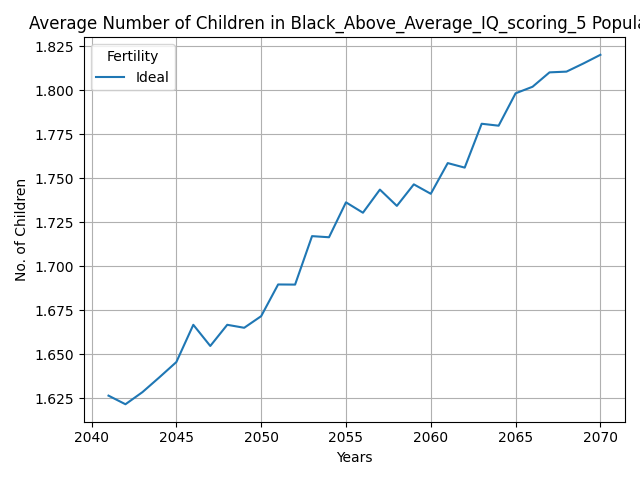 Average Number of Children in Black_Above_Average_IQ_scoring_5 Popula
Fertility
Ideal
1.825
1.800
1.775
1.750
1.725
1.700
1.675
1.650
1.625
No. of Children
2040 2045 2050 2055 2060 2065 2070
Years